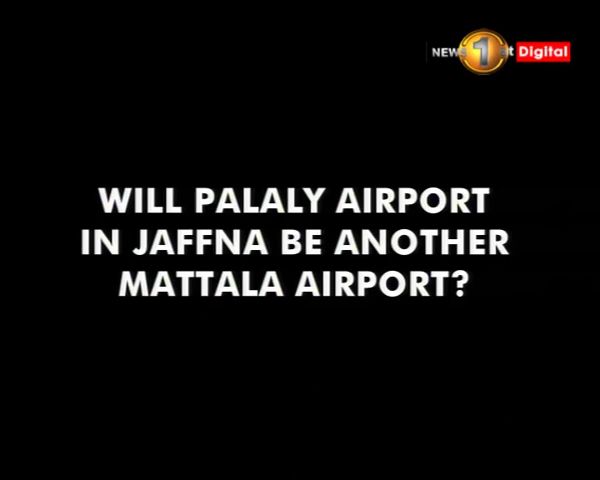 NEWS 1st Digital
WILL PALALY AIRPORT
IN JAFFNA BE ANOTHER
MATTALA AIRPORT?